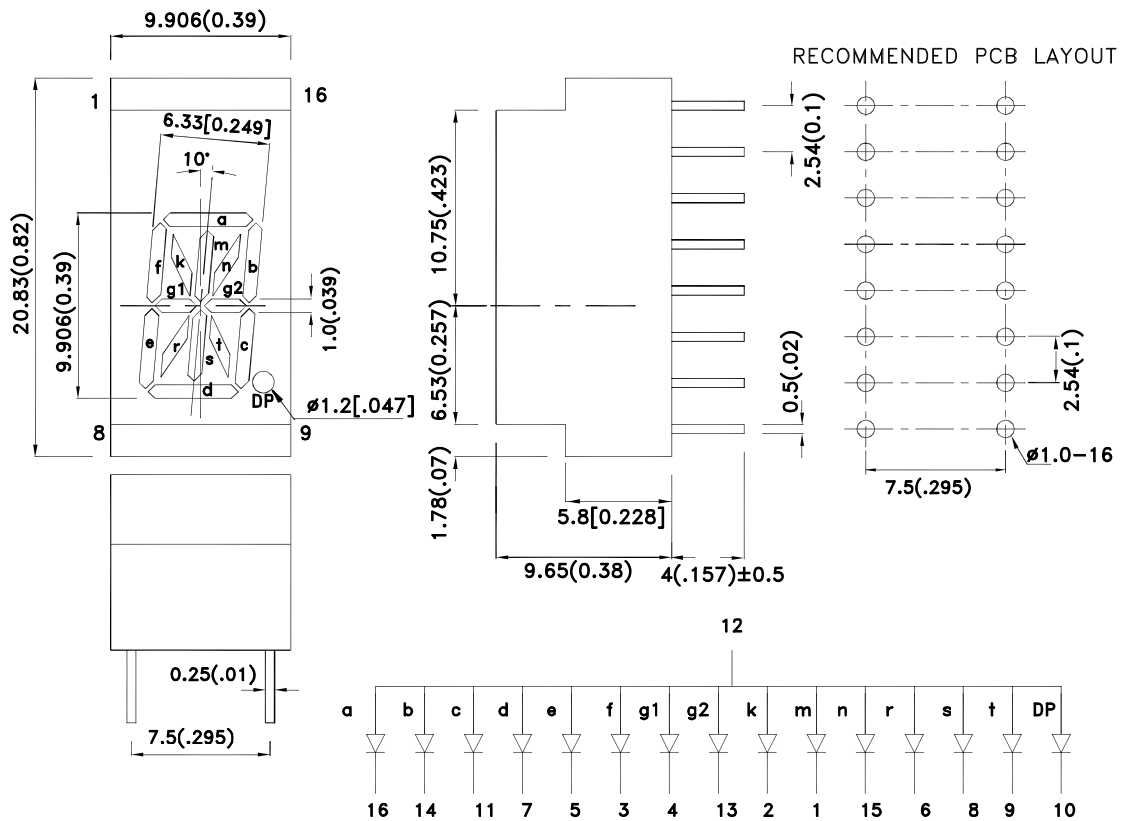 9.906(0.39)
RECOMMENDED PCB LAYOUT
1
16
6.33[0.249]
10°
2.54(0.1)
20.83(0.82)
9.906(0.39)
a
m
f
k
n
b
g1
g2
e
r
t
c
s
d
DP
1.0(.039)
ø1.2[.047]
8
9
10.75(.423)
6.53(0.257)
1.78(.07)
0.5(.02)
2.54(.1)
ø1.0-16
7.5(.295)
5.8[0.228]
9.65(0.38)
4(.157)±0.5
0.25(.01)
7.5(.295)
12
a b c d e f g1 g2 k m n r s t DP
16 14 11 7 5 3 4 13 2 1 15 6 8 9 10